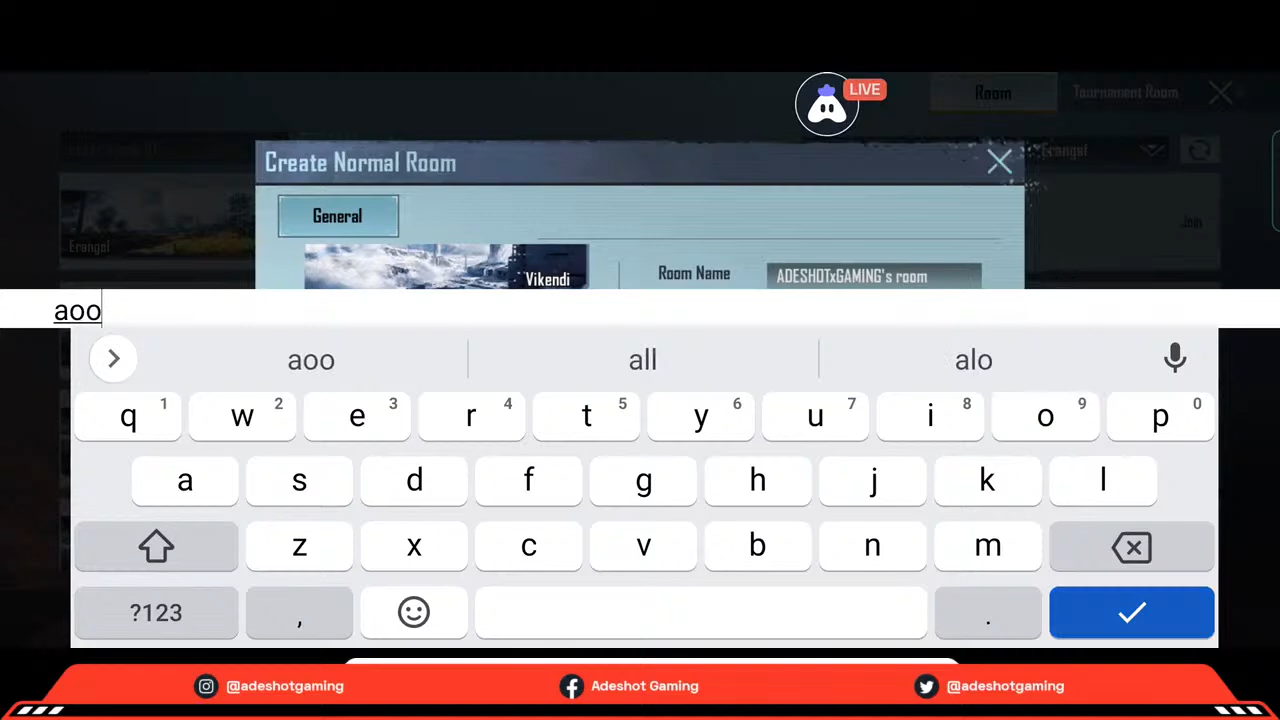 LIVE
Room Tournament Room
Create Normal Room
Erangel
General
Join
Erangel
Vikendi
Room Name ADESHOTxGAMING's room
aoo
aoo all alo
q 1 w 2 e 3 r 4 t 5 y 6 u 7 i 8 o 9 p 0
a s d f g h j k l
z x c v b n m
?123 , .
@adeshotgaming Adeshot Gaming @adeshotgaming